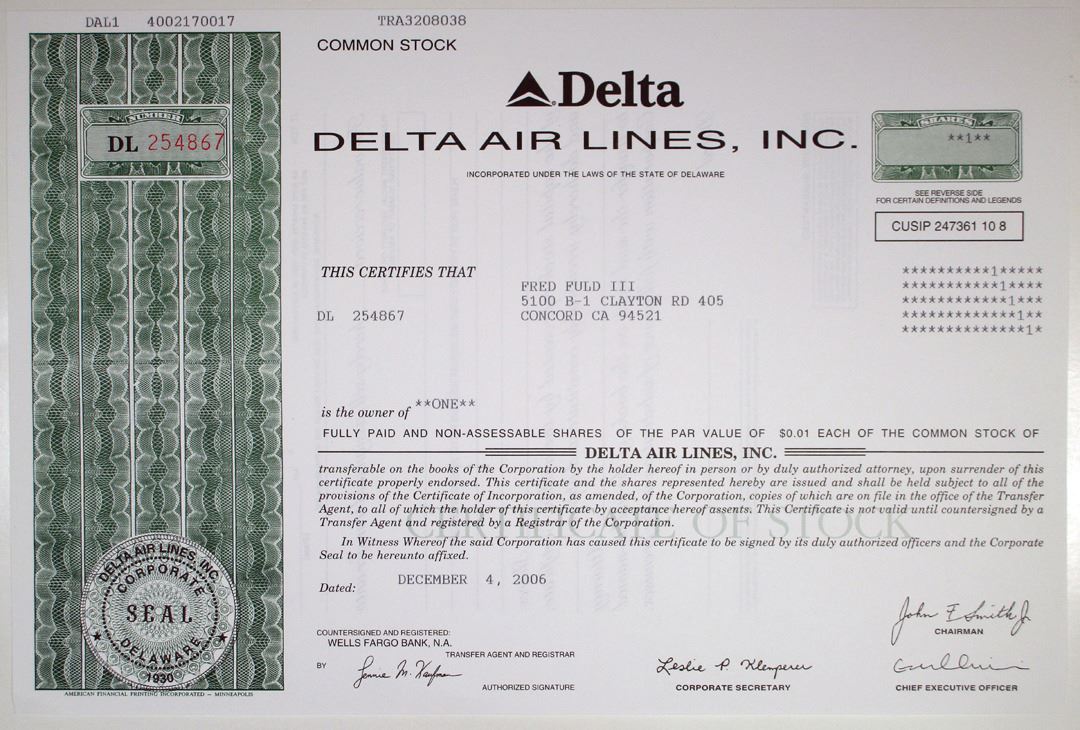 DAL1 4002170017 TRA3208038
COMMON STOCK
Delta
NUMBER
DL 254867
DELTA AIR LINES, INC.
SHARES
**1**
INCORPORATED UNDER THE LAWS OF THE STATE OF DELAWARE
SEE REVERSE SIDE
FOR CERTAIN DEFINITIONS AND LEGENDS
CUSIP 247361 10 8
THIS CERTIFIES THAT
**********1*****
FRED FULD III
***********1****
5100 B-1 CLAYTON RD 405
************1***
DL 254867 CONCORD CA 94521
*************1**
**************1*
is the owner of **ONE**
FULLY PAID AND NON-ASSESSABLE SHARES OF THE PAR VALUE OF $0.01 EACH OF THE COMMON STOCK OF
DELTA AIR LINES, INC.
transferable on the books of the Corporation by the holder hereof in person or by duly authorized attorney, upon surrender of this
certificate properly endorsed. This certificate and the shares represented hereby are issued and shall be held subject to all of the
provisions of the Certificate of Incorporation, as amended, of the Corporation, copies of which are on file in the office of the Transfer
Agent, to all of which the holder of this certificate by acceptance hereof assents. This Certificate is not valid until countersigned by a
Transfer Agent and registered by a Registrar of the Corporation.
CERTIFICATE OF STOCK
In Witness Whereof the said Corporation has caused this certificate to be signed by its duly authorized officers and the Corporate
Seal to be hereunto affixed.
Dated: DECEMBER 4, 2006
DELTA AIR LINES, INC.
CORPORATE
SEAL
DELAWARE
1930
John F Smith Jr
CHAIRMAN
COUNTERSIGNED AND REGISTERED:
WELLS FARGO BANK, N.A.
TRANSFER AGENT AND REGISTRAR
BY
AUTHORIZED SIGNATURE
Leslie P Klemperer
CORPORATE SECRETARY
CHIEF EXECUTIVE OFFICER
AMERICAN FINANCIAL PRINTING INCORPORATED – MINNEAPOLIS